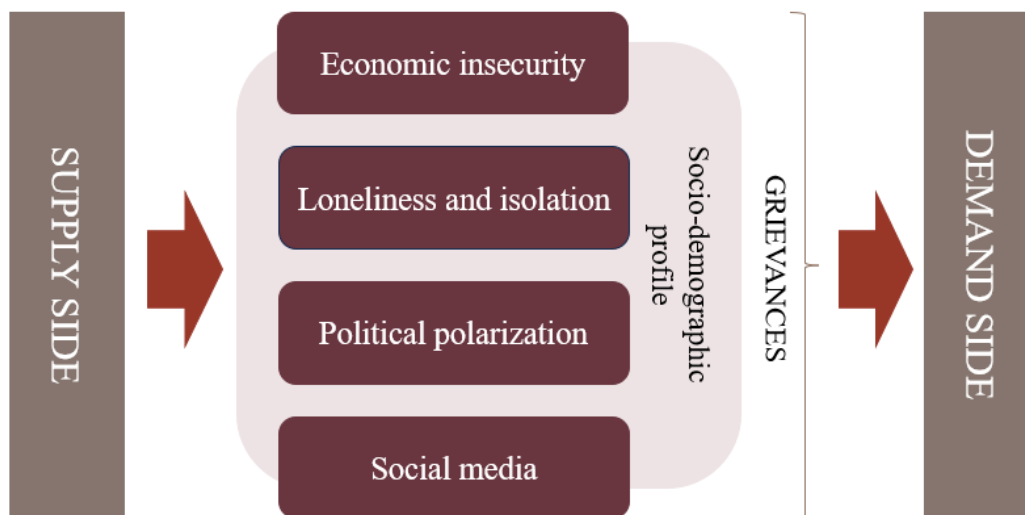 SUPPLY SIDE
Economic insecurity
Loneliness and isolation
Political polarization
Social media
Socio-demographic
profile
GRIEVANCES
DEMAND SIDE